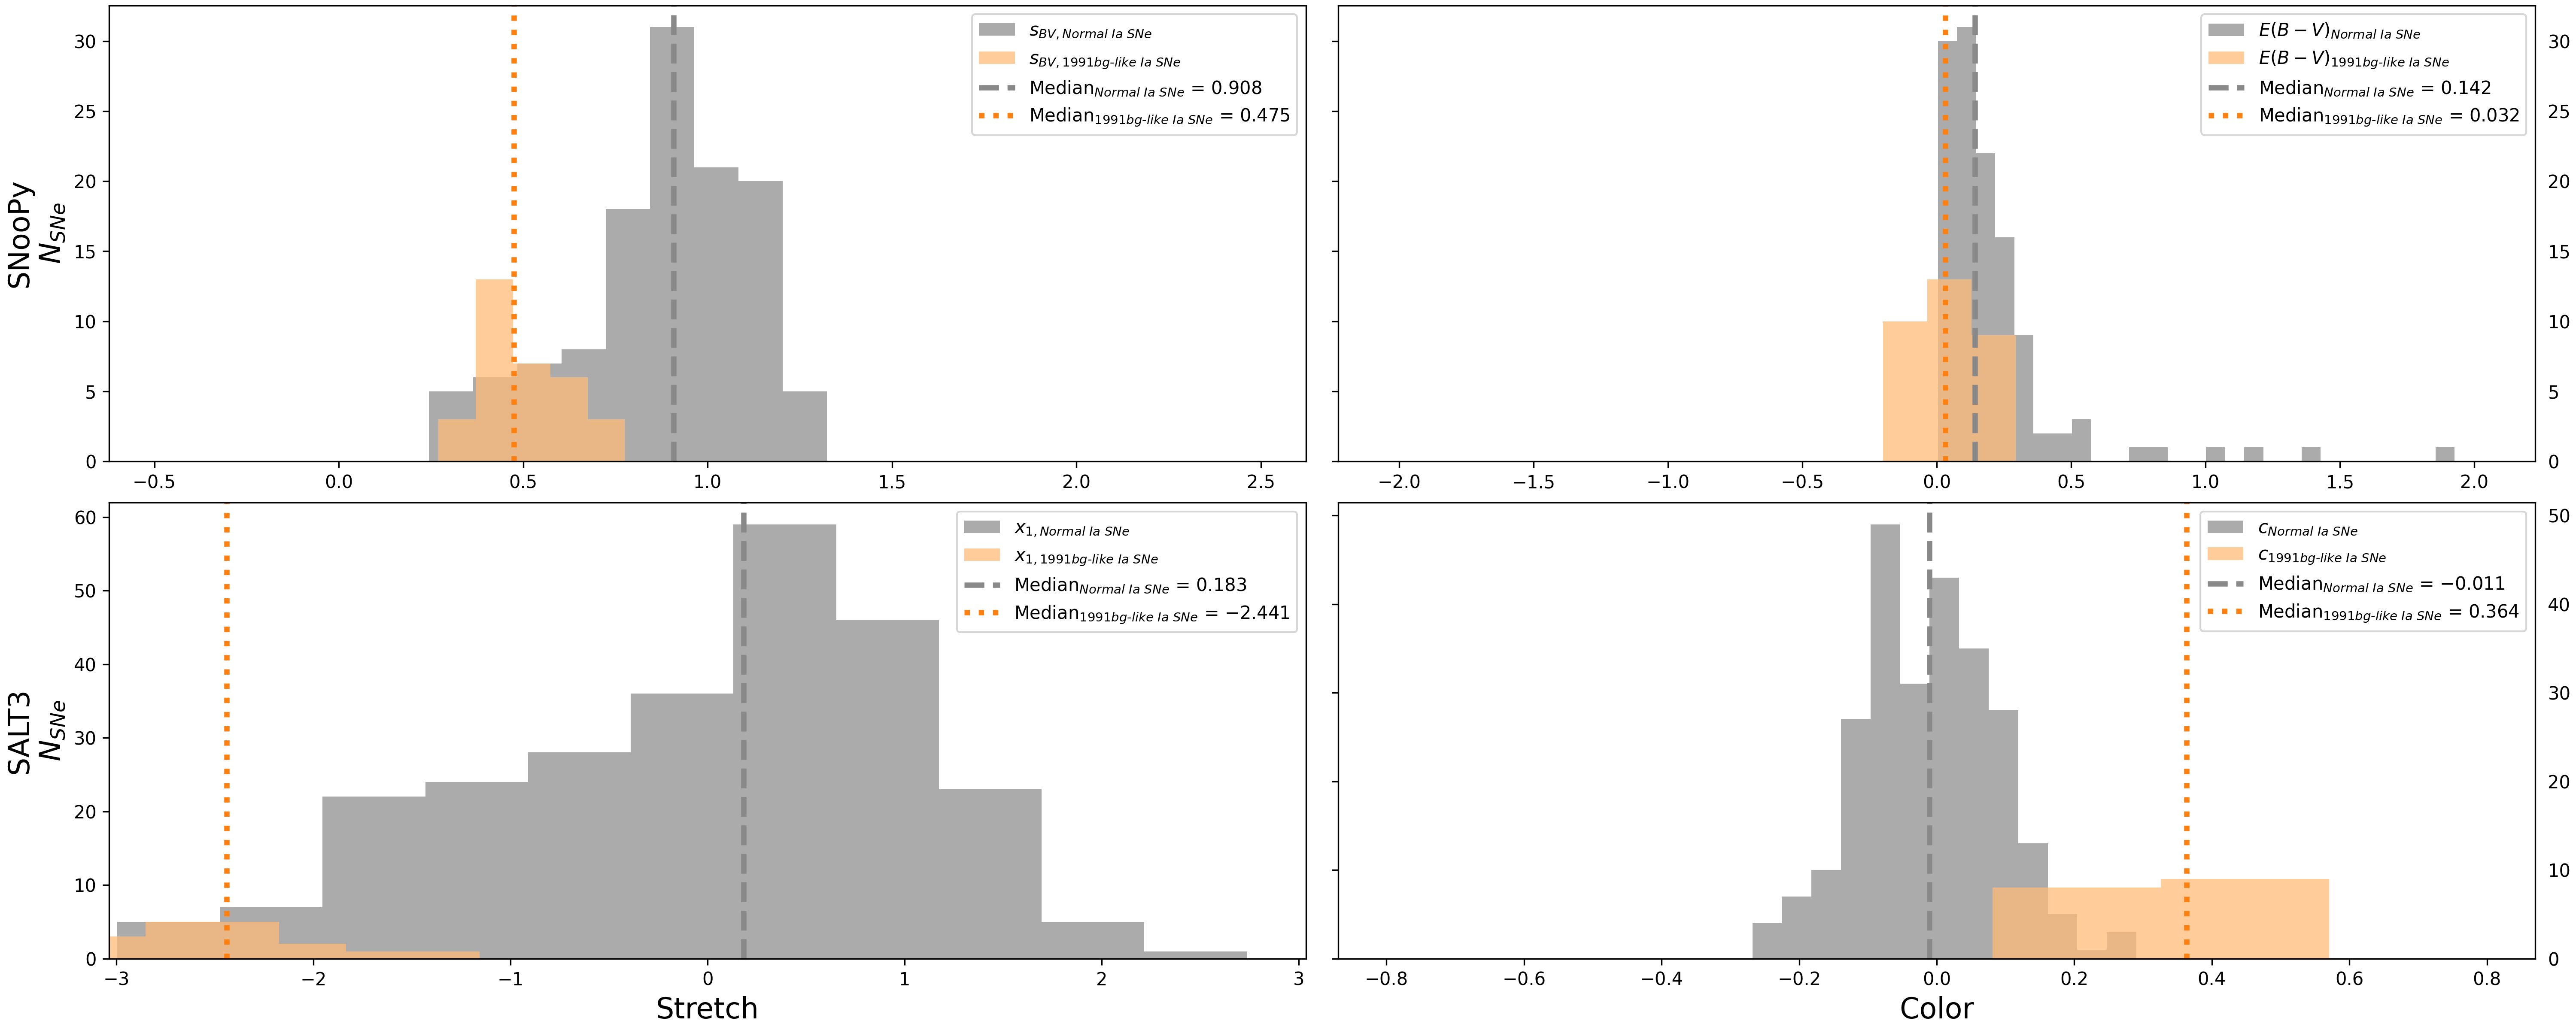 SNooPy
N_SNe
30
25
20
15
10
5
0
s_BV, Normal Ia SNe
s_BV, 1991bg-like Ia SNe
Median_Normal Ia SNe = 0.908
Median_1991bg-like Ia SNe = 0.475
−0.5 0.0 0.5 1.0 1.5 2.0 2.5
E(B − V)_Normal Ia SNe
E(B − V)_1991bg-like Ia SNe
Median_Normal Ia SNe = 0.142
Median_1991bg-like Ia SNe = 0.032
30
25
20
15
10
5
0
−2.0 −1.5 −1.0 −0.5 0.0 0.5 1.0 1.5 2.0
SALT3
N_SNe
60
50
40
30
20
10
0
x_1, Normal Ia SNe
x_1, 1991bg-like Ia SNe
Median_Normal Ia SNe = 0.183
Median_1991bg-like Ia SNe = −2.441
−3 −2 −1 0 1 2 3
Stretch
c_Normal Ia SNe
c_1991bg-like Ia SNe
Median_Normal Ia SNe = −0.011
Median_1991bg-like Ia SNe = 0.364
50
40
30
20
10
0
−0.8 −0.6 −0.4 −0.2 0.0 0.2 0.4 0.6 0.8
Color